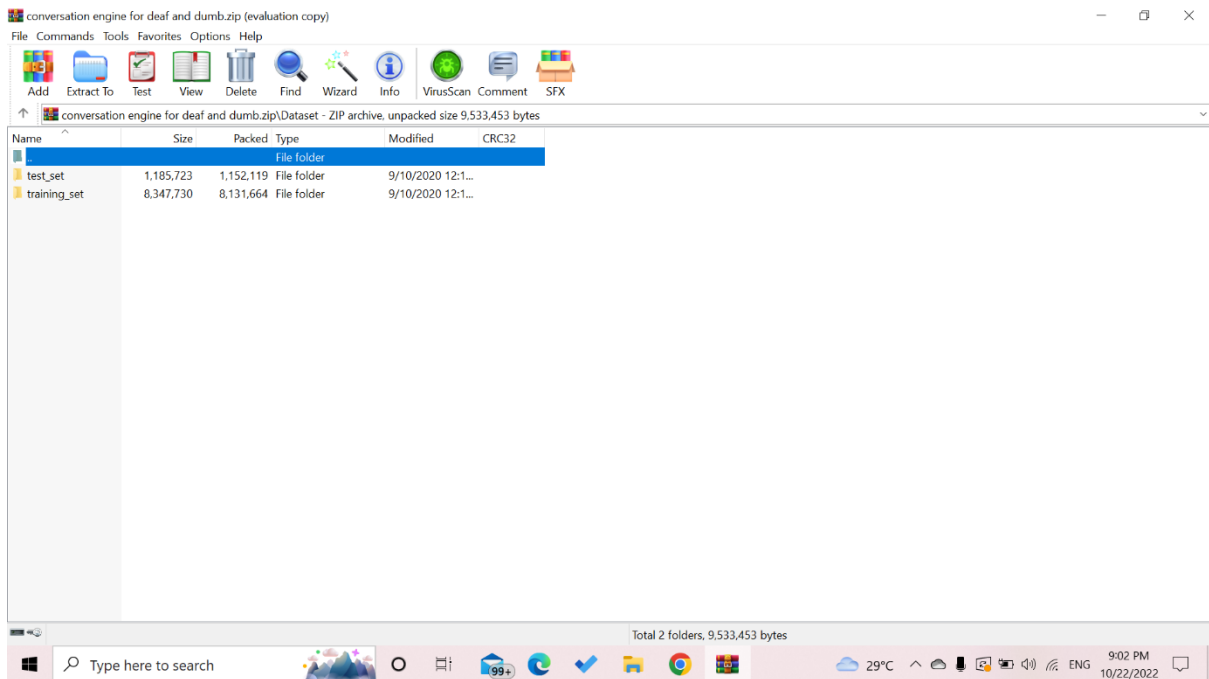 conversation engine for deaf and dumb.zip (evaluation copy)
File Commands Tools Favorites Options Help
Add Extract To Test View Delete Find Wizard Info VirusScan Comment SFX
conversation engine for deaf and dumb.zip\Dataset - ZIP archive, unpacked size 9,533,453 bytes
Name Size Packed Type Modified CRC32
.. File folder
test_set 1,185,723 1,152,119 File folder 9/10/2020 12:1...
training_set 8,347,730 8,131,664 File folder 9/10/2020 12:1...
Total 2 folders, 9,533,453 bytes
Type here to search 99+ 29°C ENG 9:02 PM
10/22/2022